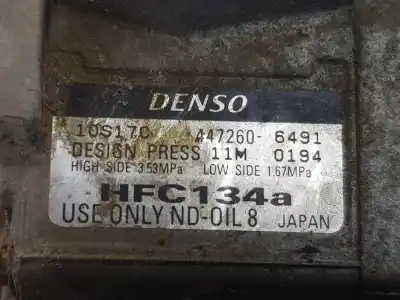 DENSO
10S17C 447260- 6491
DESIGN PRESS 11M 0194
HIGH SIDE 3.53MPa LOW SIDE 1.67MPa
HFC134a
USE ONLY ND-OIL 8 JAPAN